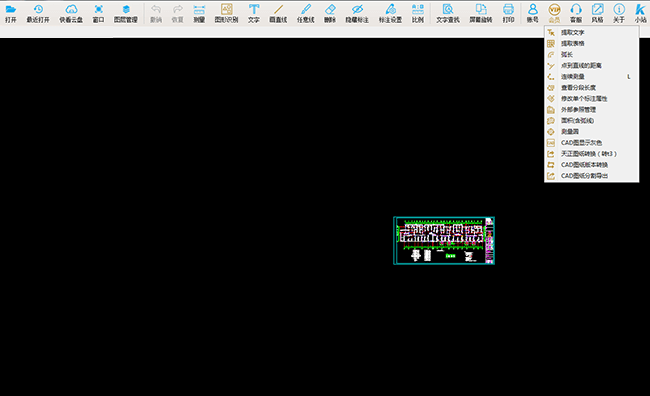 打开 最近打开 快看云盘 窗口 图层管理 撤销 恢复 测量 图形识别 文字 画直线 任意线 删除 隐藏标注 标注设置 比例 文字查找 屏幕旋转 打印 账号 VIP 会员 客服 风格 关于 小站
提取文字
提取表格
弧长
点到直线的距离
连续测量 L
查看分段长度
修改单个标注属性
外部参照管理
面积(含弧线)
测量圆
CAD图显示灰色
天正图纸转换（转t3）
CAD图纸版本转换
CAD图纸分割导出